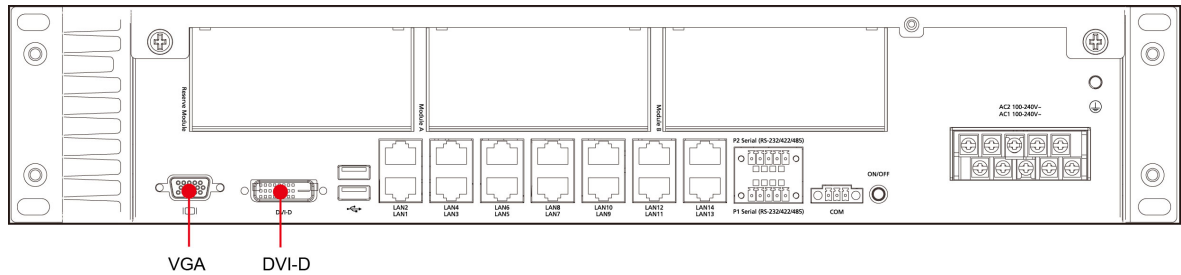 Reserve Module
Module A
Module B
AC2 100-240V~
AC1 100-240V~
P2 Serial (RS-232/422/485)
ON/OFF
DVI-D
LAN2
LAN1
LAN4
LAN3
LAN6
LAN5
LAN8
LAN7
LAN10
LAN9
LAN12
LAN11
LAN14
LAN13
P1 Serial (RS-232/422/485)
COM
VGA
DVI-D